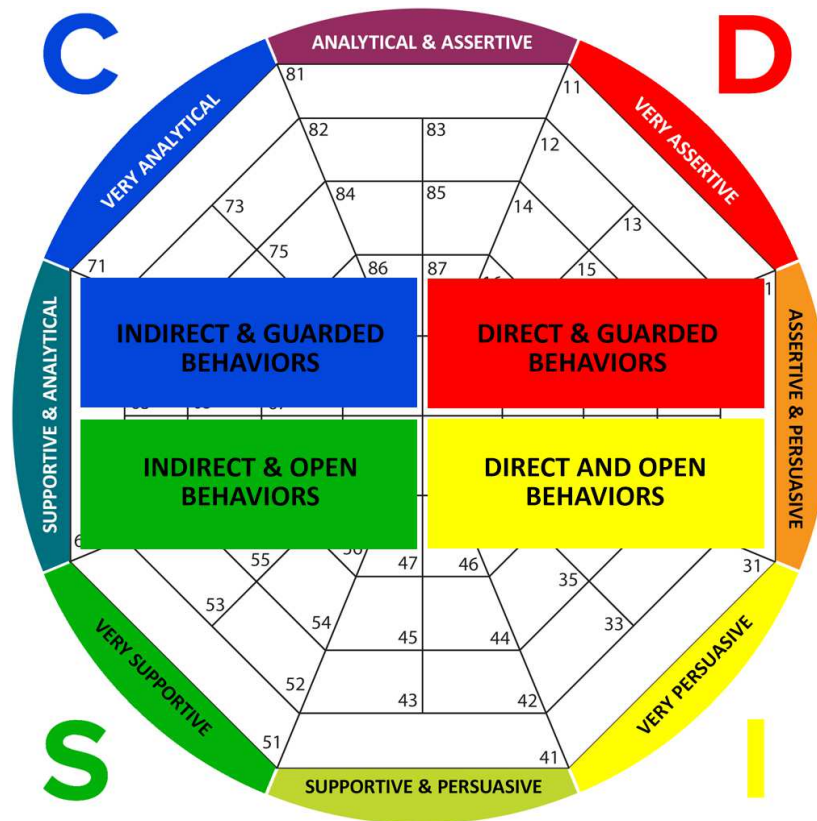 C
D
ANALYTICAL & ASSERTIVE
VERY ANALYTICAL
VERY ASSERTIVE
81
11
82
83
12
84
85
14
73
13
75
15
86
87
71
1
SUPPORTIVE & ANALYTICAL
ASSERTIVE & PERSUASIVE
INDIRECT & GUARDED
BEHAVIORS
DIRECT & GUARDED
BEHAVIORS
INDIRECT & OPEN
BEHAVIORS
DIRECT AND OPEN
BEHAVIORS
6
47
46
31
55
35
53
33
54
45
44
52
43
42
51
41
VERY SUPPORTIVE
VERY PERSUASIVE
SUPPORTIVE & PERSUASIVE
S
I